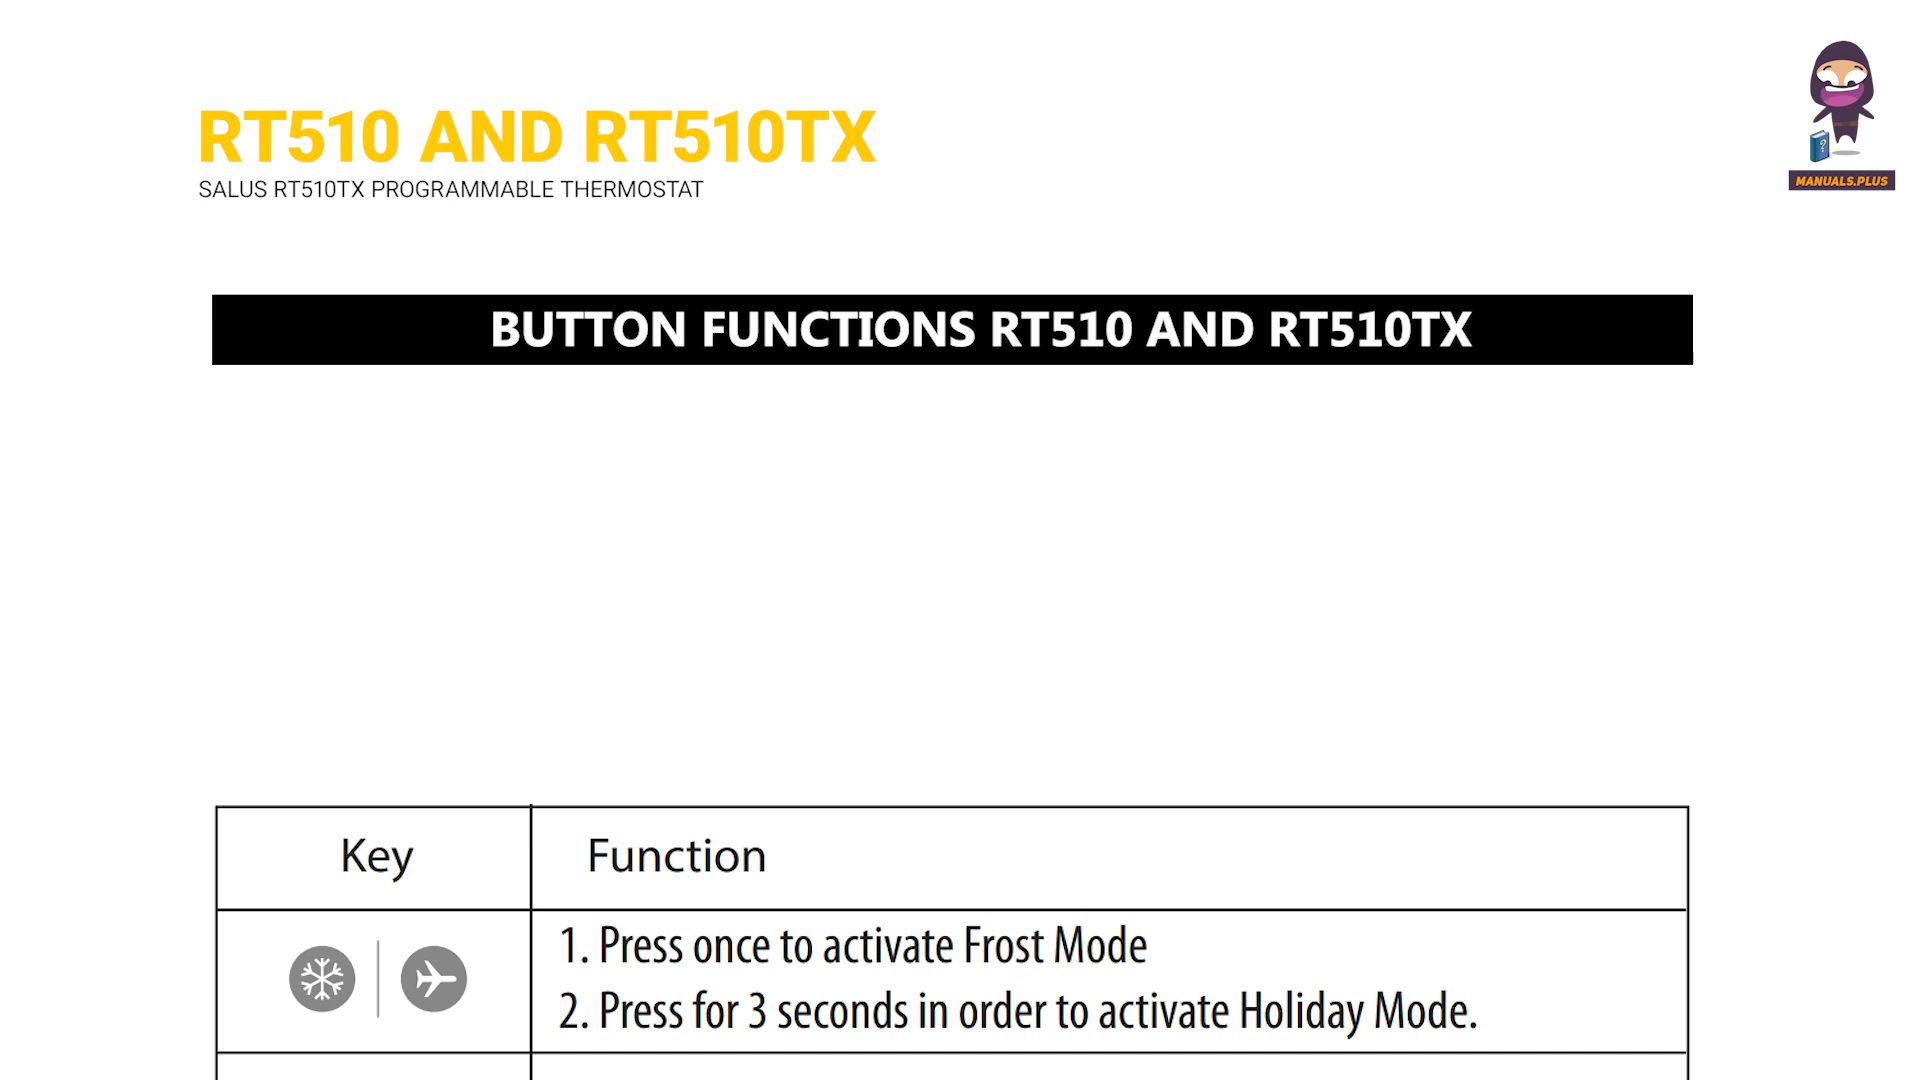 RT510 AND RT510TX
SALUS RT510TX PROGRAMMABLE THERMOSTAT
?
MANUALS.PLUS
BUTTON FUNCTIONS RT510 AND RT510TX
Key
Function
1. Press once to activate Frost Mode
2. Press for 3 seconds in order to activate Holiday Mode.